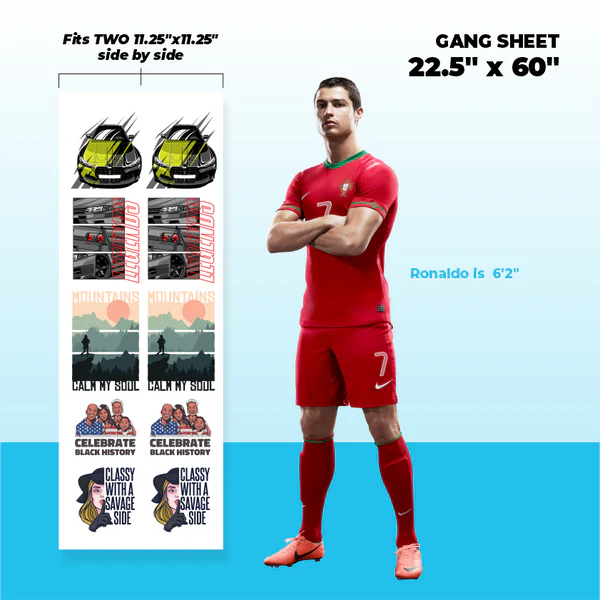 Fits TWO 11.25"x11.25"
side by side
GANG SHEET
22.5" x 60"
Ronaldo is 6'2"
7
7
LEGENDS
LEGENDS
MOUNTAINS
MOUNTAINS
CALM MY SOUL
CALM MY SOUL
CELEBRATE
BLACK HISTORY
CELEBRATE
BLACK HISTORY
CLASSY
WITH A
SAVAGE
SIDE
CLASSY
WITH A
SAVAGE
SIDE